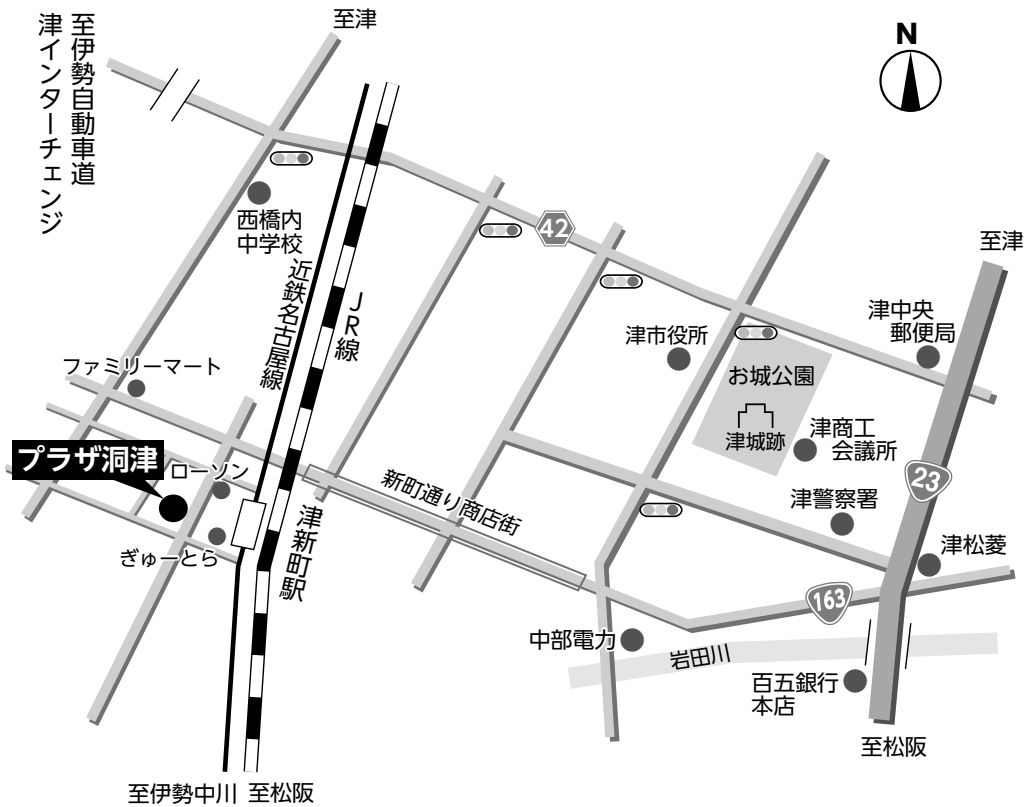 至津
N
至伊勢自動車道
津インターチェンジ
西橋内
中学校
42
近鉄名古屋線
JR線
至津
津中央
郵便局
津市役所
お城公園
ファミリーマート
津城跡
津商工
会議所
プラザ洞津
ローソン
23
新町通り商店街
津警察署
津新町駅
ぎゅーとら
津松菱
163
中部電力
岩田川
百五銀行
本店
至松阪
至伊勢中川
至松阪